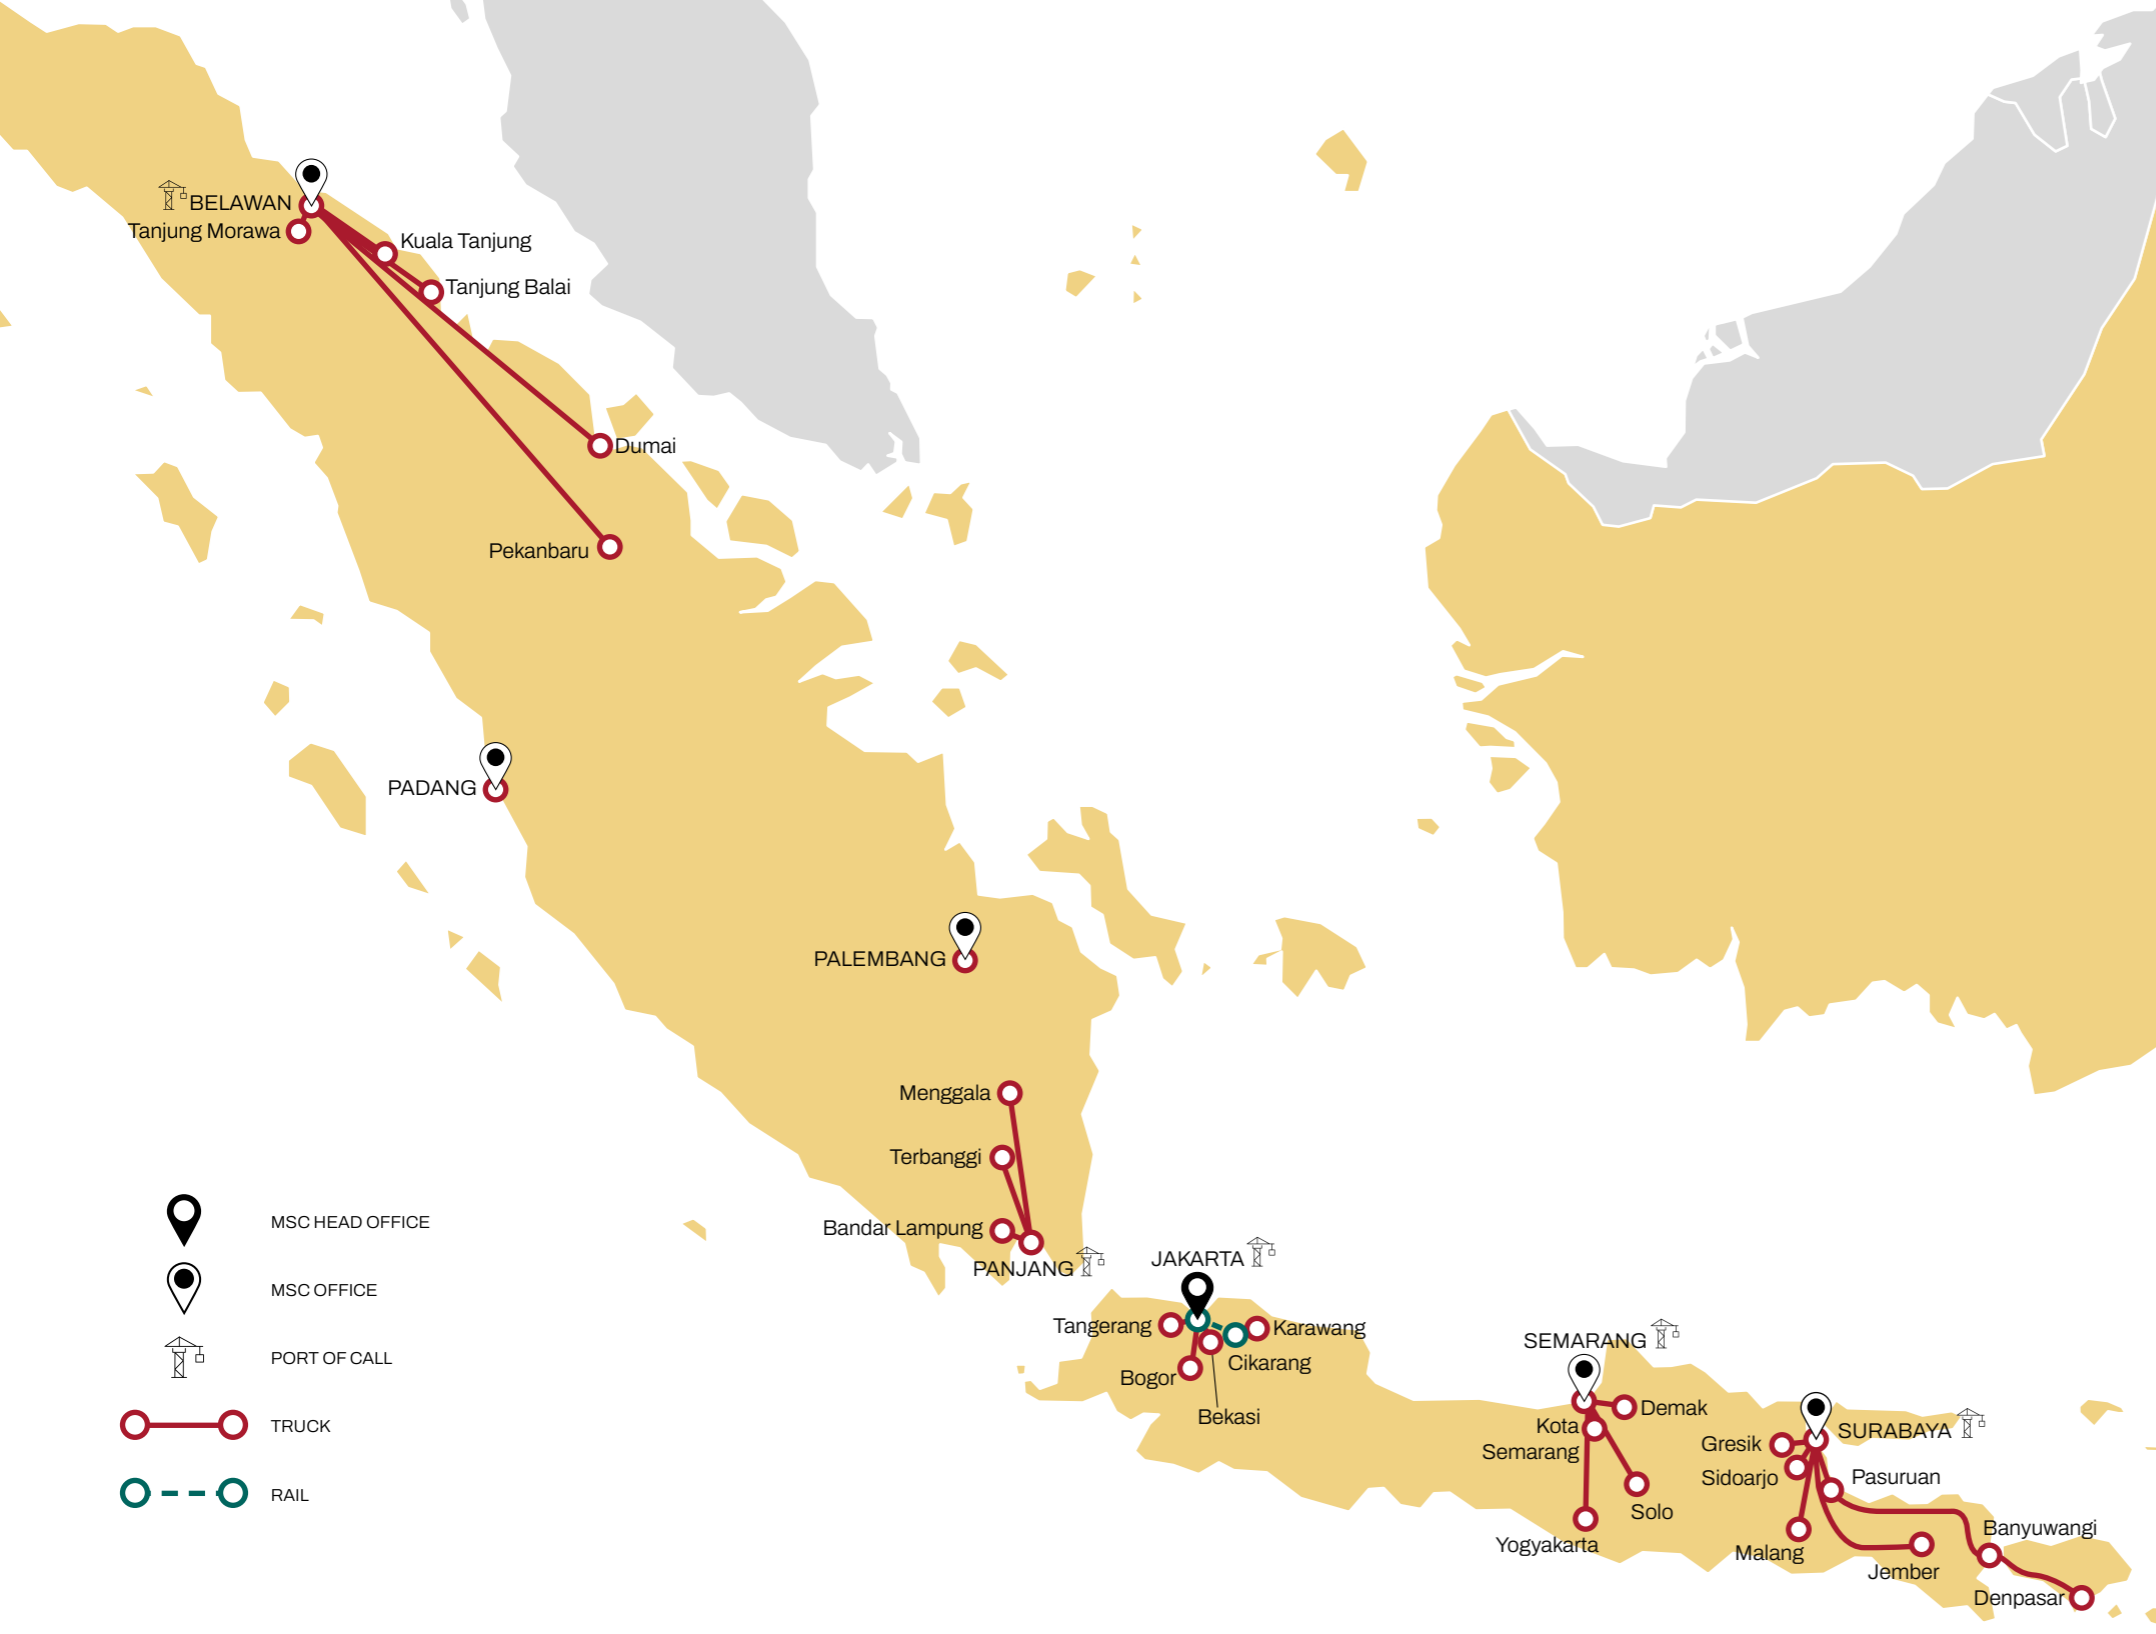 BELAWAN
Tanjung Morawa
Kuala Tanjung
Tanjung Balai
Dumai
Pekanbaru
PADANG
PALEMBANG
Menggala
Terbanggi
Bandar Lampung
PANJANG
JAKARTA
Tangerang
Karawang
Cikarang
Bogor
Bekasi
SEMARANG
Demak
Kota
Semarang
Solo
Yogyakarta
SURABAYA
Gresik
Sidoarjo
Pasuruan
Malang
Jember
Banyuwangi
Denpasar
MSC HEAD OFFICE
MSC OFFICE
PORT OF CALL
TRUCK
RAIL